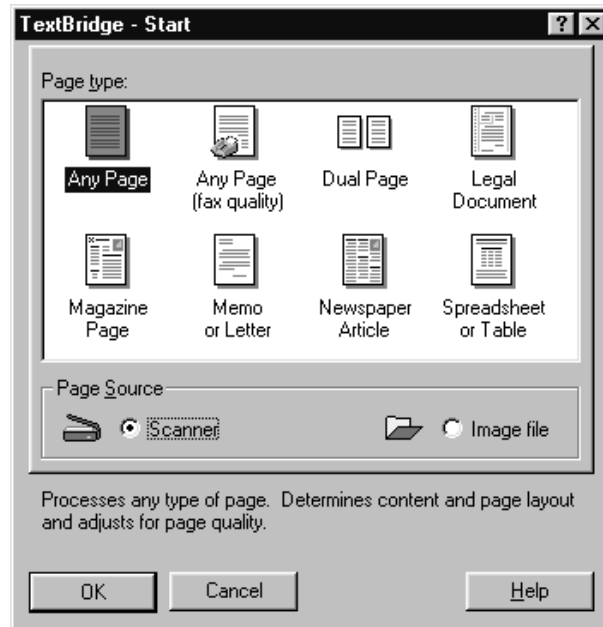 TextBridge - Start
Page type:
Any Page
Any Page
(fax quality)
Dual Page
Legal
Document
Magazine
Page
Memo
or Letter
Newspaper
Article
Spreadsheet
or Table
Page Source
Scanner
Image file
Processes any type of page. Determines content and page layout
and adjusts for page quality.
OK
Cancel
Help